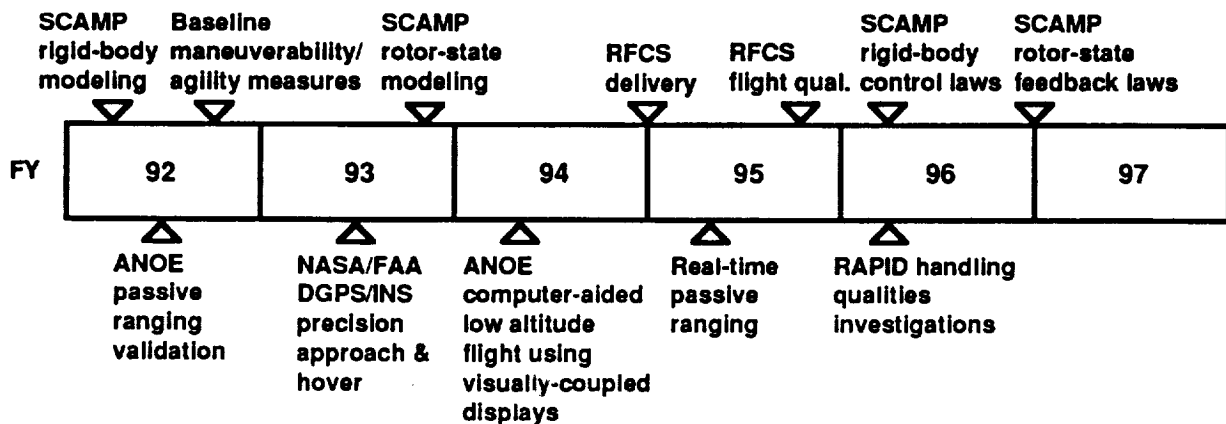 SCAMP
rigid-body
modeling
Baseline
maneuverability/
agility measures
SCAMP
rotor-state
modeling
RFCS
delivery
RFCS
flight qual.
SCAMP
rigid-body
control laws
SCAMP
rotor-state
feedback laws
FY
92
93
94
95
96
97
ANOE
passive
ranging
validation
NASA/FAA
DGPS/INS
precision
approach &
hover
ANOE
computer-aided
low altitude
flight using
visually-coupled
displays
Real-time
passive
ranging
RAPID handling
qualities
investigations